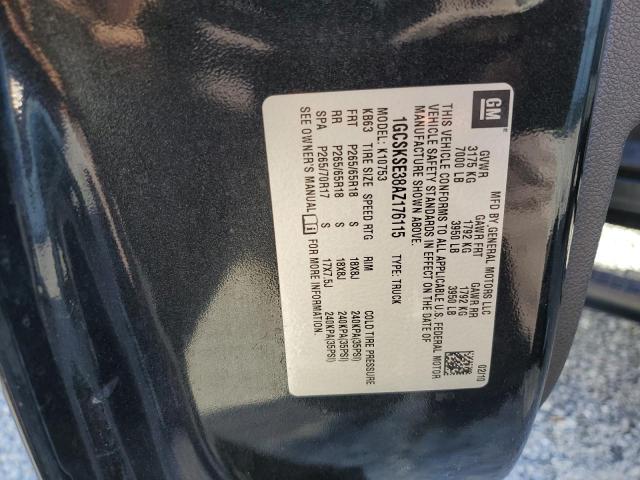 GM
MFD BY GENERAL MOTORS LLC 02/10
GVWR GAWR FRT GAWR RR
3175 KG 1792 KG 1792 KG
7000 LB 3950 LB 3950 LB
THIS VEHICLE CONFORMS TO ALL APPLICABLE U.S. FEDERAL MOTOR
VEHICLE SAFETY STANDARDS IN EFFECT ON THE DATE OF
MANUFACTURE SHOWN ABOVE.
1GCSKSE38AZ176115 TYPE: TRUCK
MODEL: K10753
KB63 TIRE SIZE SPEED RTG RIM COLD TIRE PRESSURE
FRT P265/65R18 S 18X8J 240KPA(35PSI)
RR P265/65R18 S 18X8J 240KPA(35PSI)
SPA P265/70R17 S 17X7.5J 240KPA(35PSI)
SEE OWNER'S MANUAL FOR MORE INFORMATION.